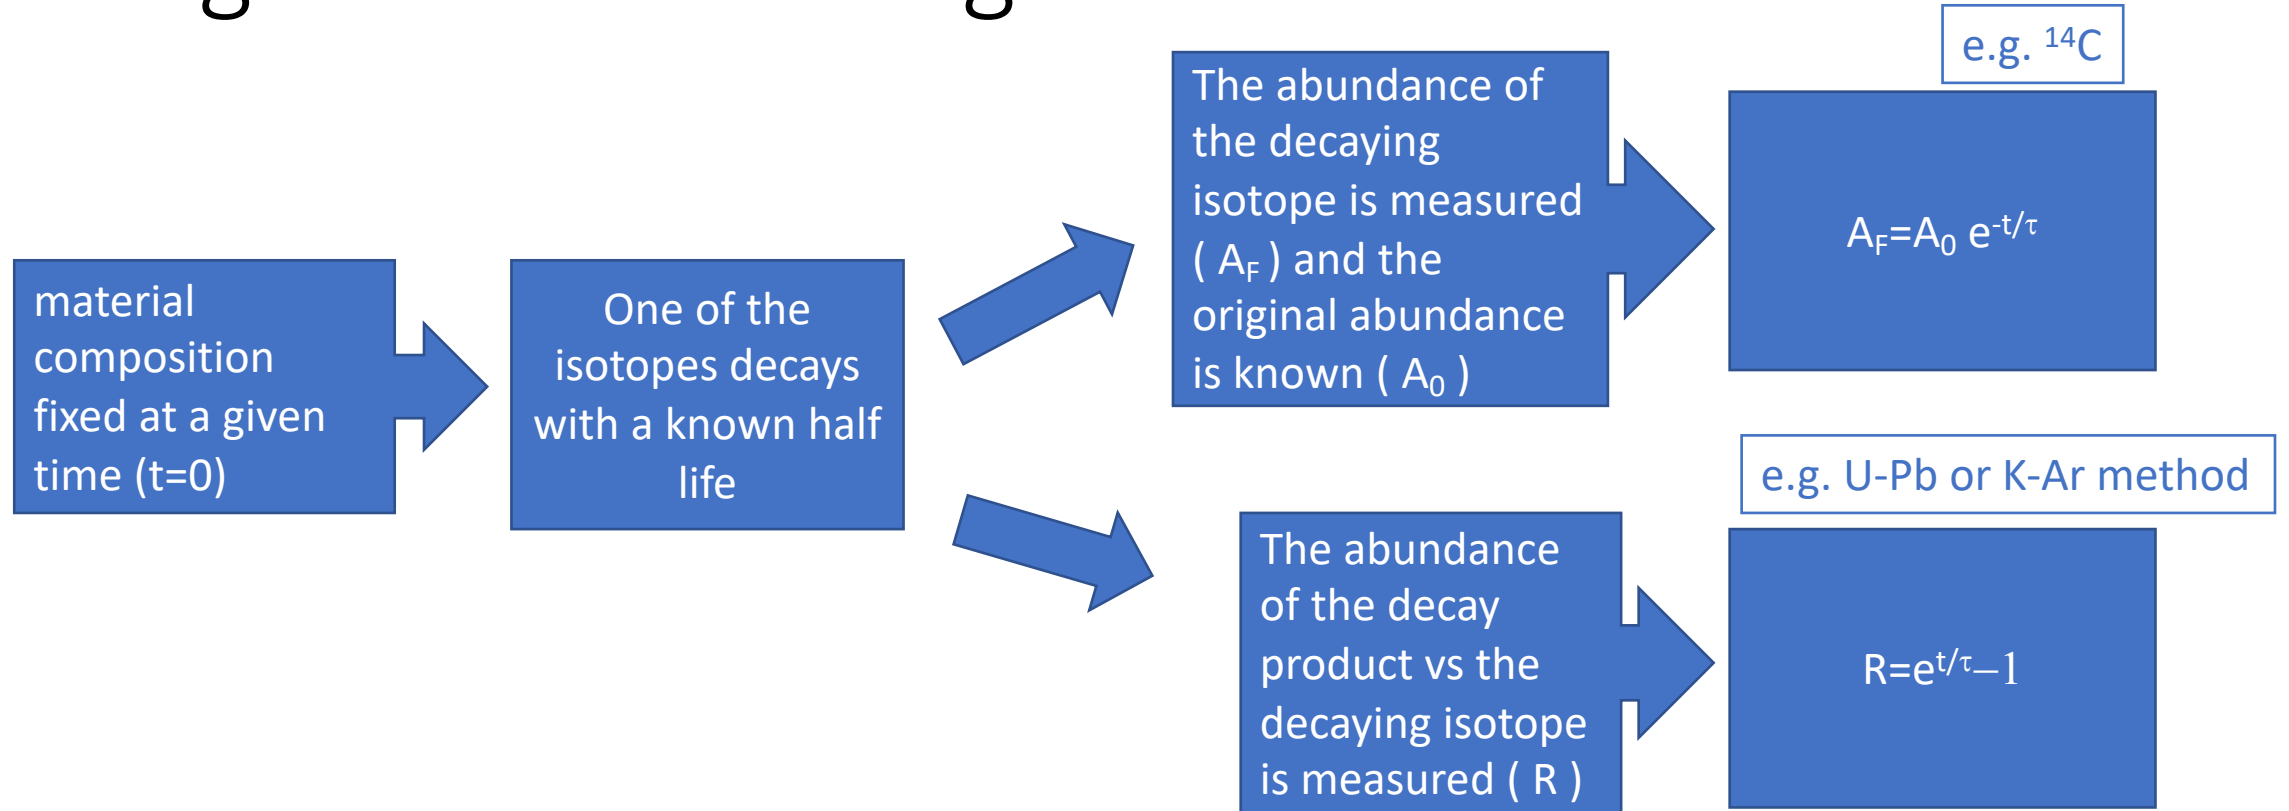 material
composition
fixed at a given
time (t=0)
One of the
isotopes decays
with a known half
life
The abundance of
the decaying
isotope is measured
( A_F ) and the
original abundance
is known ( A_0 )
e.g. ¹⁴C
A_F=A_0 e^{-t/τ}
The abundance
of the decay
product vs the
decaying isotope
is measured ( R )
e.g. U-Pb or K-Ar method
R=e^{t/τ}–1